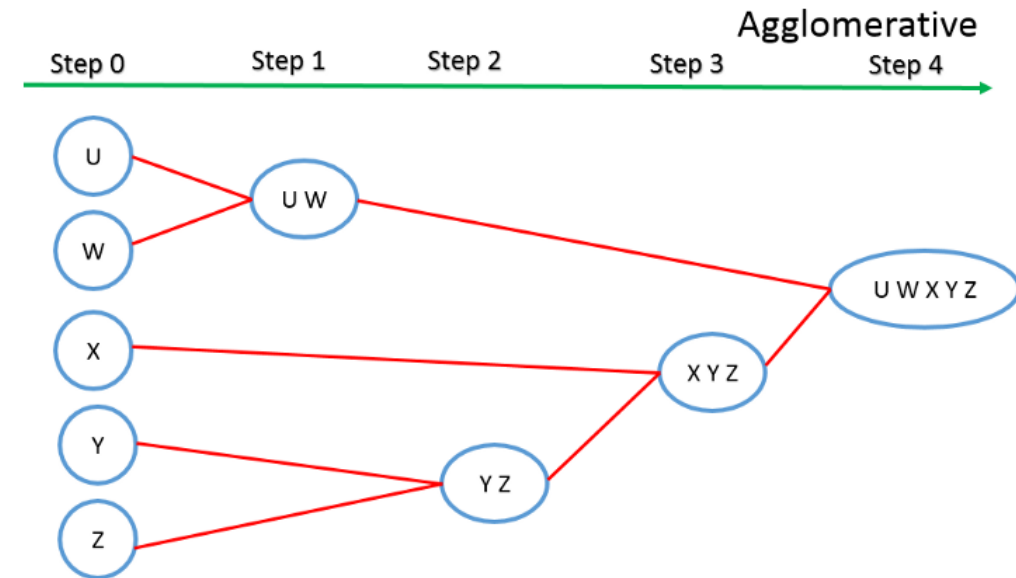 Agglomerative
Step 0 Step 1 Step 2 Step 3 Step 4
U
U W
W
U W X Y Z
X
X Y Z
Y
Y Z
Z